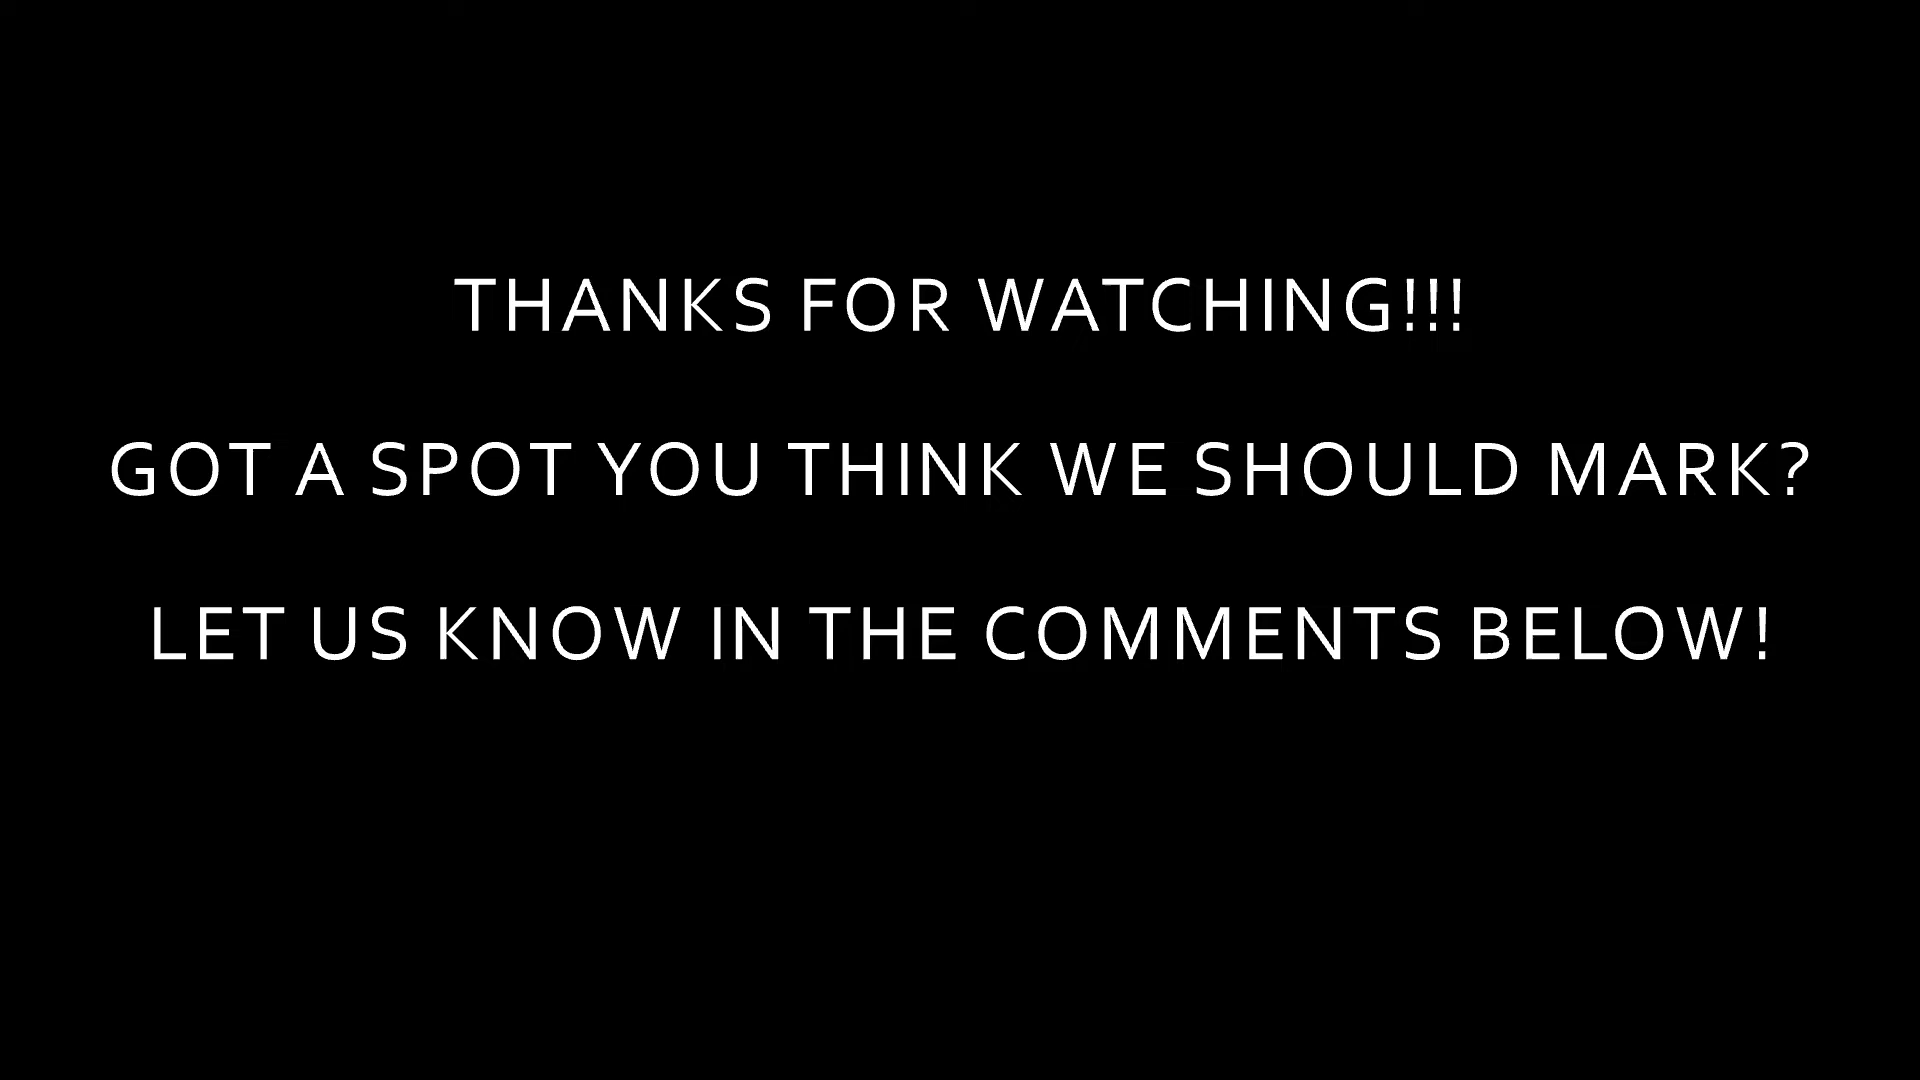 THANKS FOR WATCHING!!!
GOT A SPOT YOU THINK WE SHOULD MARK?
LET US KNOW IN THE COMMENTS BELOW!